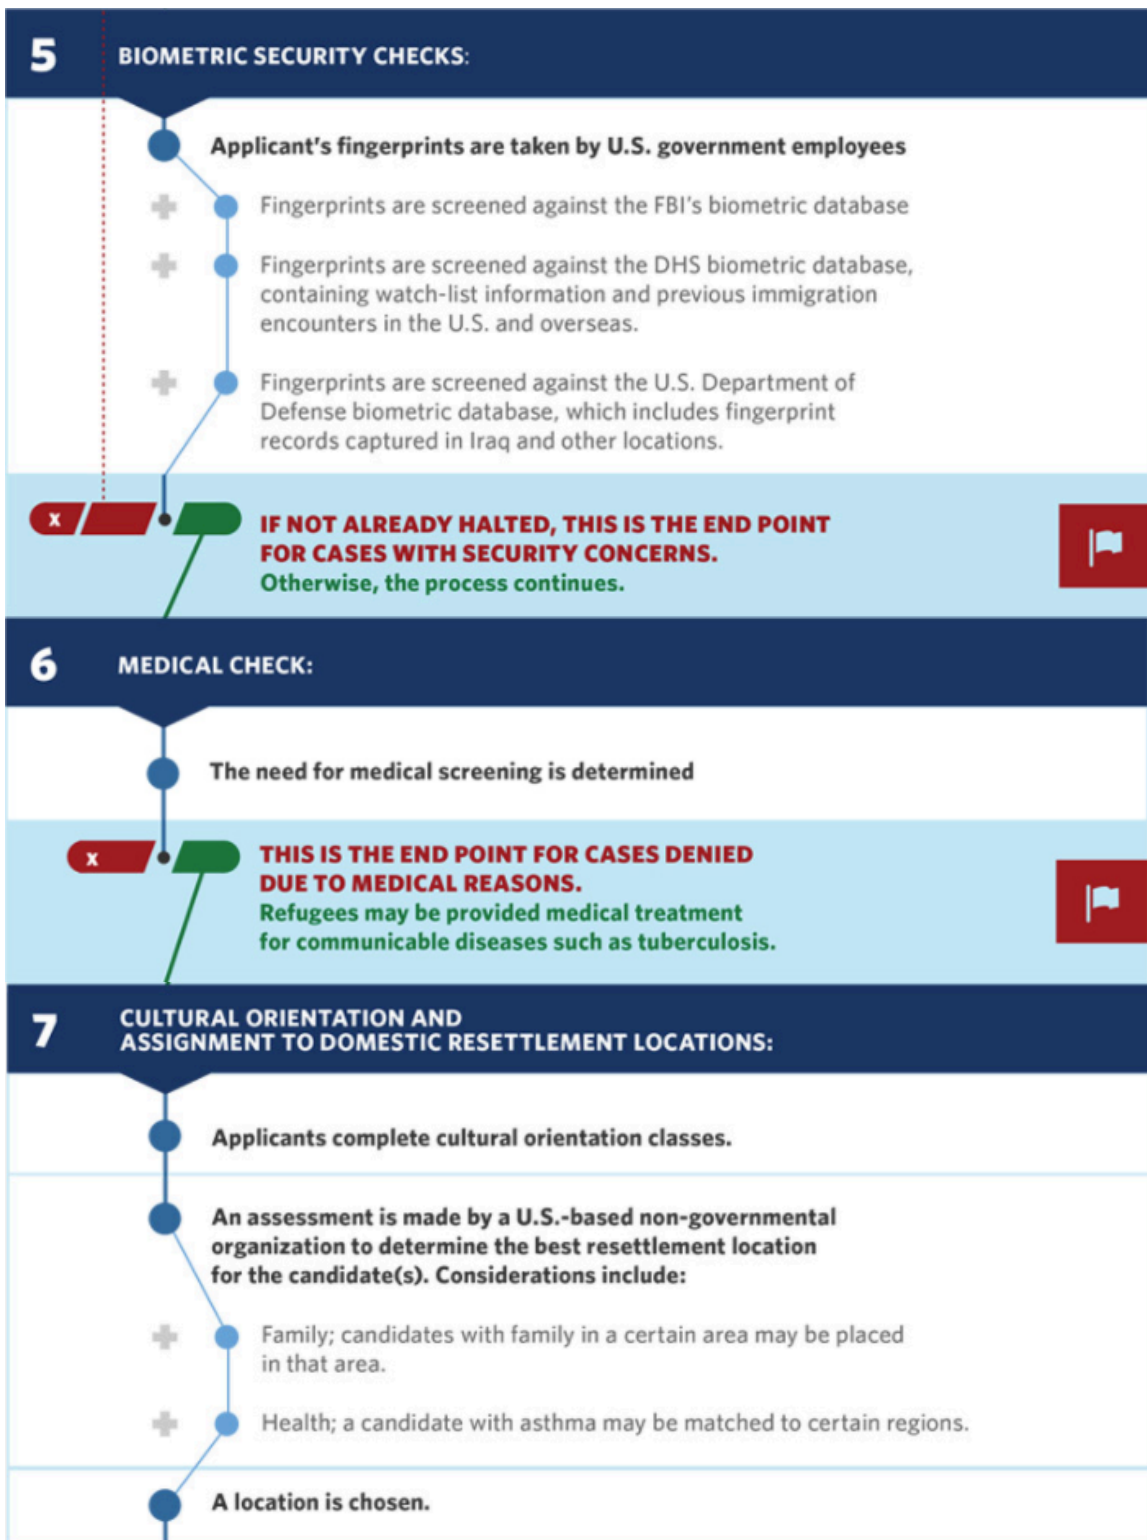 5
BIOMETRIC SECURITY CHECKS:
Applicant's fingerprints are taken by U.S. government employees
Fingerprints are screened against the FBI's biometric database
Fingerprints are screened against the DHS biometric database,
containing watch-list information and previous immigration
encounters in the U.S. and overseas.
Fingerprints are screened against the U.S. Department of
Defense biometric database, which includes fingerprint
records captured in Iraq and other locations.
x
IF NOT ALREADY HALTED, THIS IS THE END POINT
FOR CASES WITH SECURITY CONCERNS.
Otherwise, the process continues.
6
MEDICAL CHECK:
The need for medical screening is determined
x
THIS IS THE END POINT FOR CASES DENIED
DUE TO MEDICAL REASONS.
Refugees may be provided medical treatment
for communicable diseases such as tuberculosis.
7
CULTURAL ORIENTATION AND
ASSIGNMENT TO DOMESTIC RESETTLEMENT LOCATIONS:
Applicants complete cultural orientation classes.
An assessment is made by a U.S.-based non-governmental
organization to determine the best resettlement location
for the candidate(s). Considerations include:
Family; candidates with family in a certain area may be placed
in that area.
Health; a candidate with asthma may be matched to certain regions.
A location is chosen.